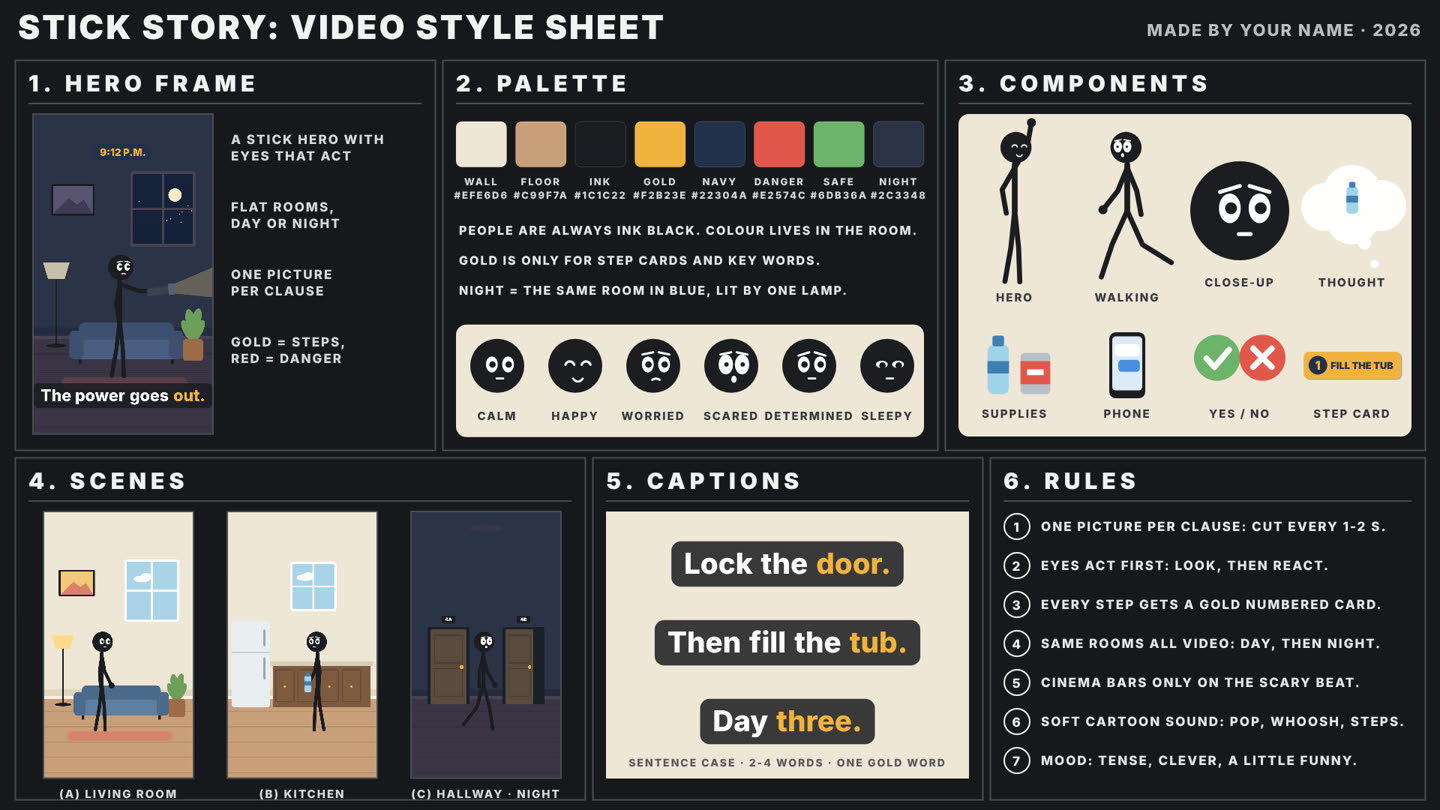 STICK STORY: VIDEO STYLE SHEET
MADE BY YOUR NAME · 2026
1. HERO FRAME
9:12 P.M.
The power goes out.
A STICK HERO WITH
EYES THAT ACT
FLAT ROOMS,
DAY OR NIGHT
ONE PICTURE
PER CLAUSE
GOLD = STEPS,
RED = DANGER
2. PALETTE
WALL FLOOR INK GOLD NAVY DANGER SAFE NIGHT
#EFE6D6 #C99F7A #1C1C22 #F2B23E #22304A #E2574C #6DB36A #2C3348
PEOPLE ARE ALWAYS INK BLACK. COLOUR LIVES IN THE ROOM.
GOLD IS ONLY FOR STEP CARDS AND KEY WORDS.
NIGHT = THE SAME ROOM IN BLUE, LIT BY ONE LAMP.
CALM HAPPY WORRIED SCARED DETERMINED SLEEPY
3. COMPONENTS
HERO WALKING CLOSE-UP THOUGHT
1 FILL THE TUB
SUPPLIES PHONE YES / NO STEP CARD
4. SCENES
4A 4B
(A) LIVING ROOM (B) KITCHEN (C) HALLWAY · NIGHT
5. CAPTIONS
Lock the door.
Then fill the tub.
Day three.
SENTENCE CASE · 2-4 WORDS · ONE GOLD WORD
6. RULES
1 ONE PICTURE PER CLAUSE: CUT EVERY 1-2 S.
2 EYES ACT FIRST: LOOK, THEN REACT.
3 EVERY STEP GETS A GOLD NUMBERED CARD.
4 SAME ROOMS ALL VIDEO: DAY, THEN NIGHT.
5 CINEMA BARS ONLY ON THE SCARY BEAT.
6 SOFT CARTOON SOUND: POP, WHOOSH, STEPS.
7 MOOD: TENSE, CLEVER, A LITTLE FUNNY.